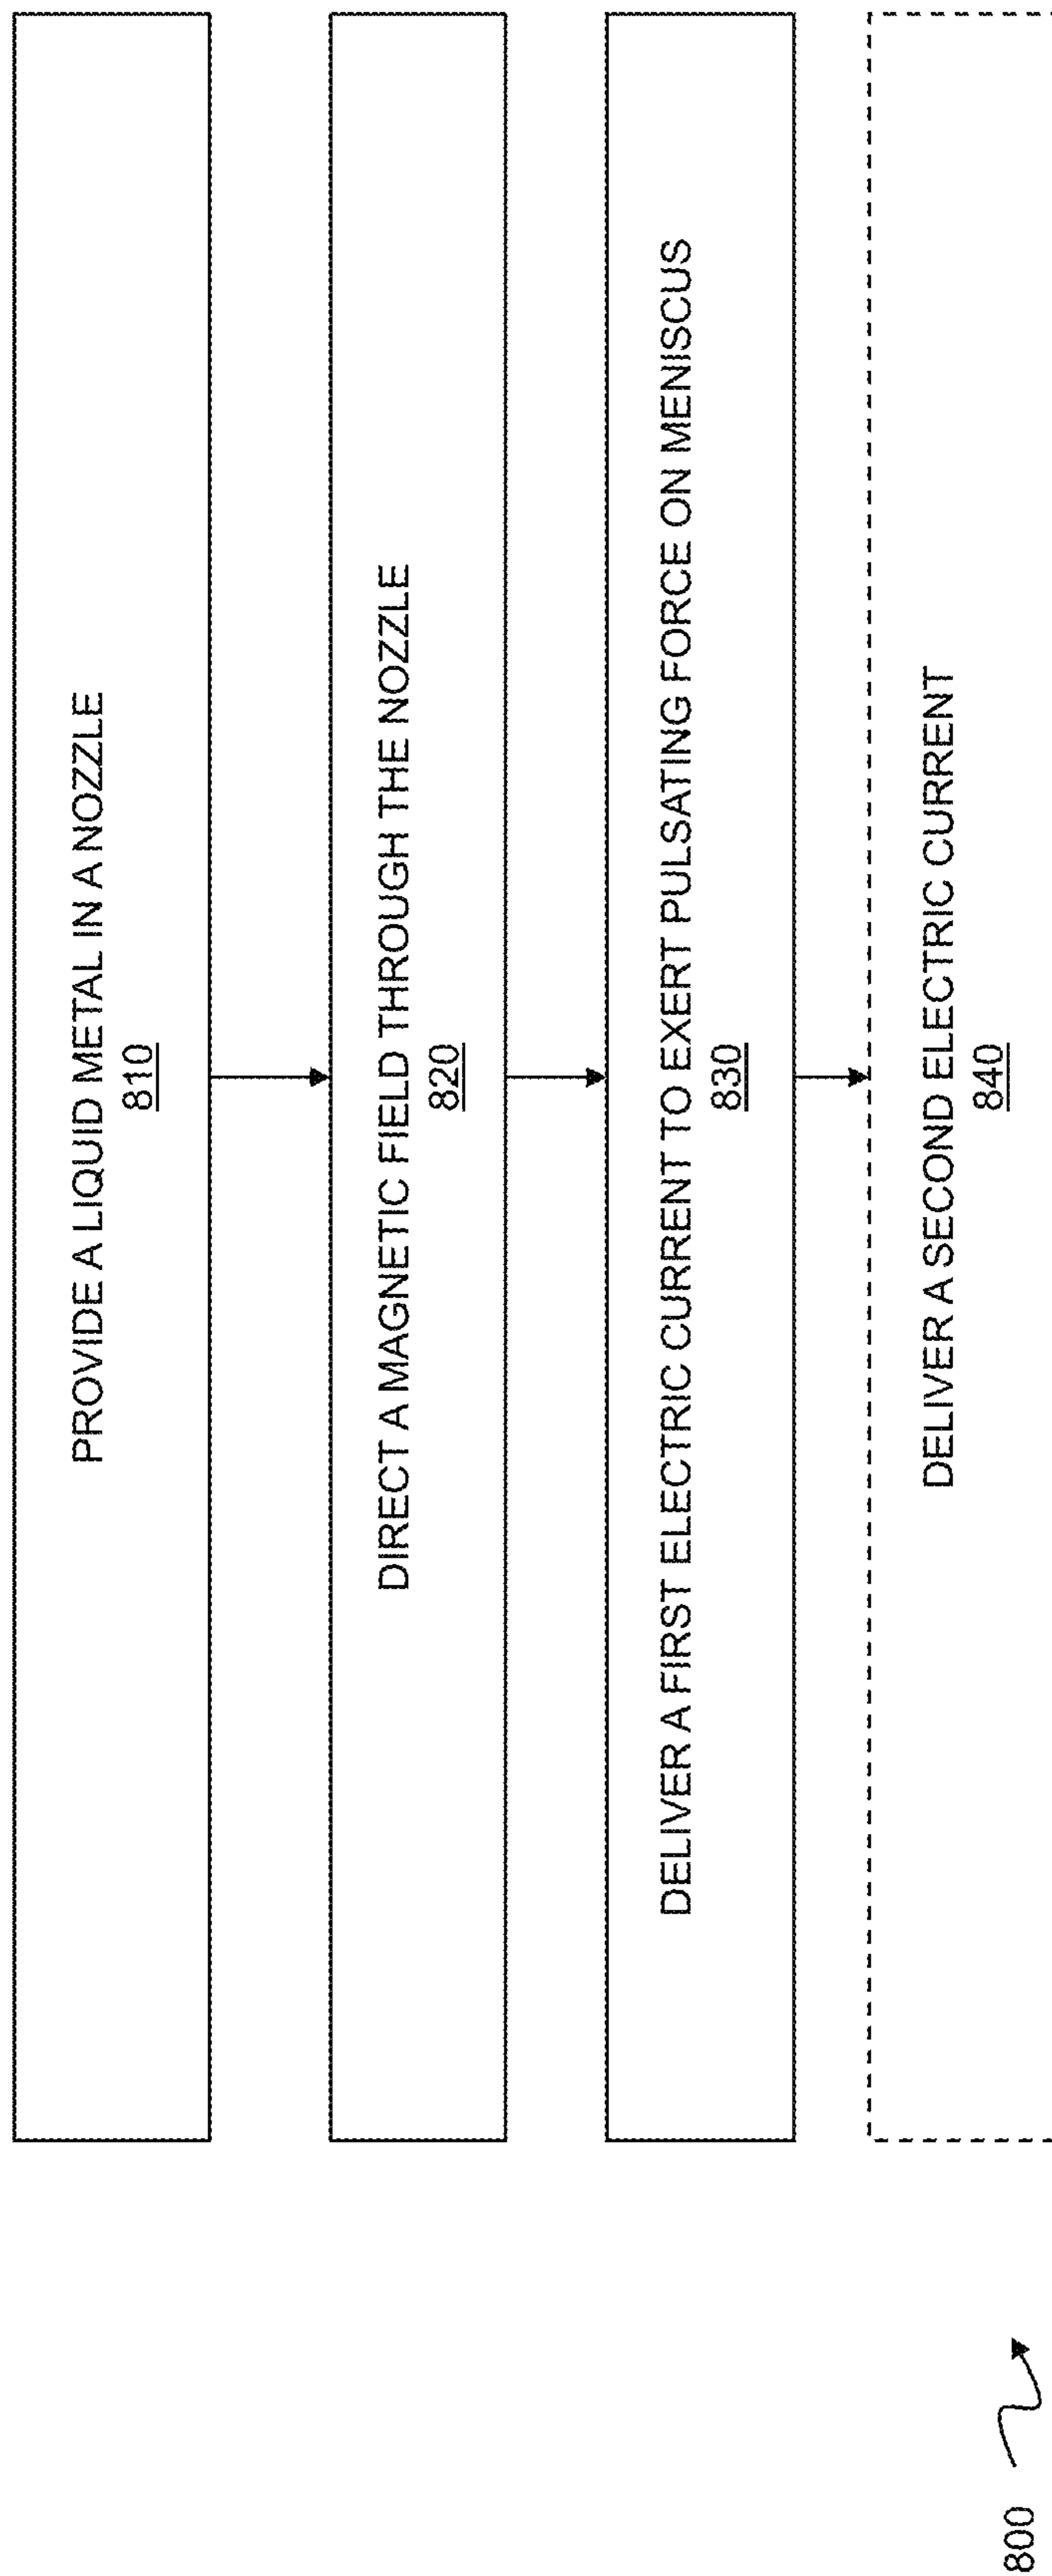 PROVIDE A LIQUID METAL IN A NOZZLE
810
DIRECT A MAGNETIC FIELD THROUGH THE NOZZLE
820
DELIVER A FIRST ELECTRIC CURRENT TO EXERT PULSATING FORCE ON MENISCUS
830
DELIVER A SECOND ELECTRIC CURRENT
840
800